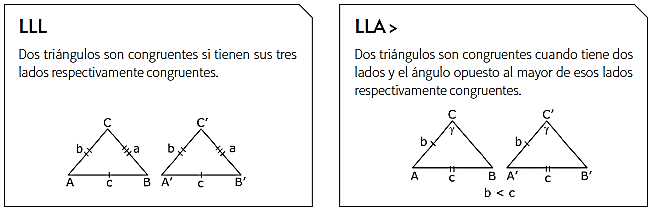 LLL
Dos triángulos son congruentes si tienen sus tres
lados respectivamente congruentes.
C
C'
b
a
b
a
A
c
B
A'
c
B'
LLA >
Dos triángulos son congruentes cuando tiene dos
lados y el ángulo opuesto al mayor de esos lados
respectivamente congruentes.
C
C'
γ
γ
b
b
A
c
B
A'
c
B'
b < c